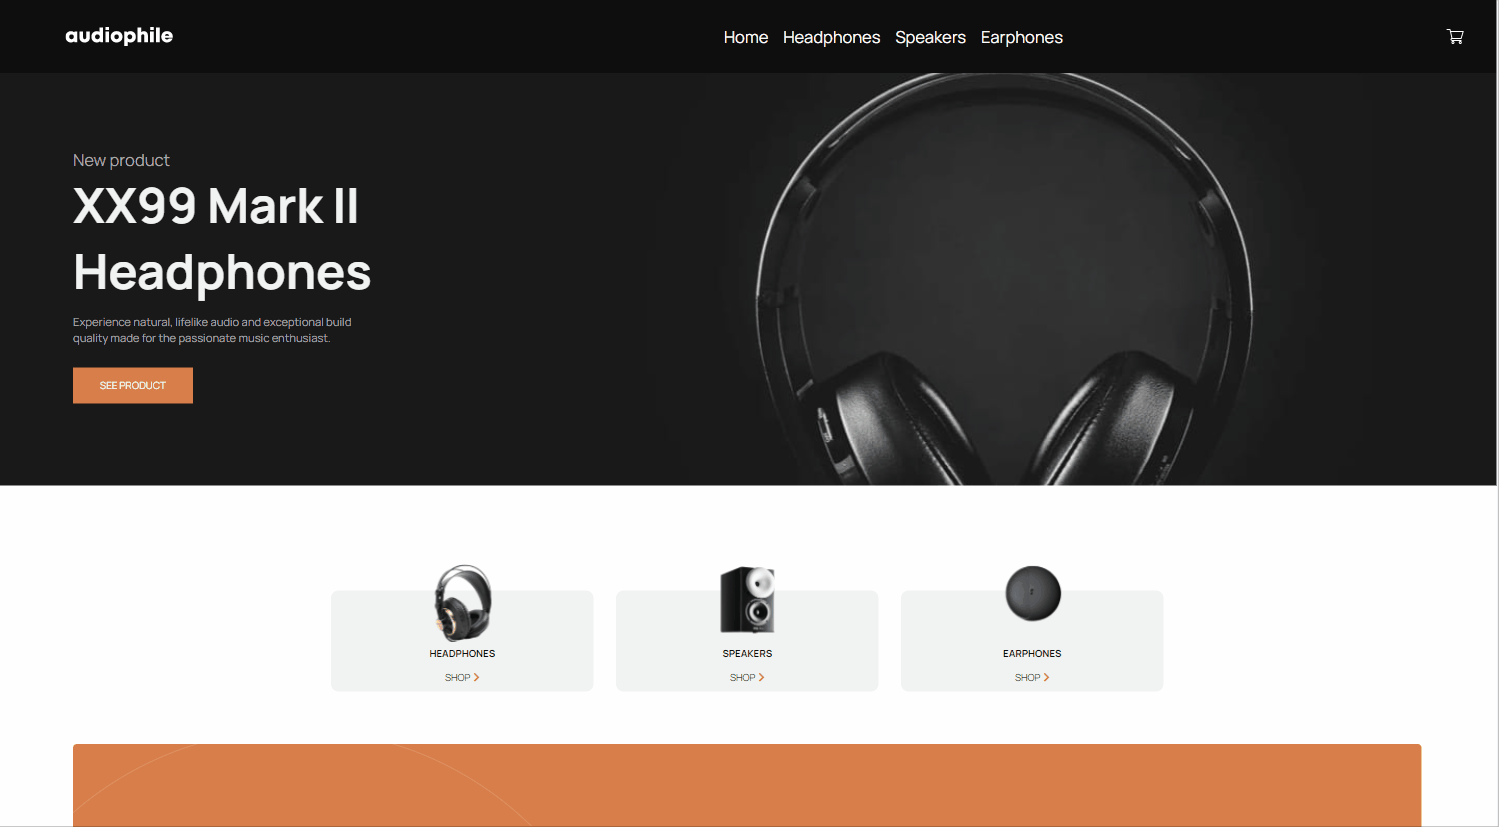 audiophile
Home Headphones Speakers Earphones
New product
XX99 Mark II
Headphones
Experience natural, lifelike audio and exceptional build
quality made for the passionate music enthusiast.
SEE PRODUCT
HEADPHONES
SHOP
SPEAKERS
SHOP
EARPHONES
SHOP